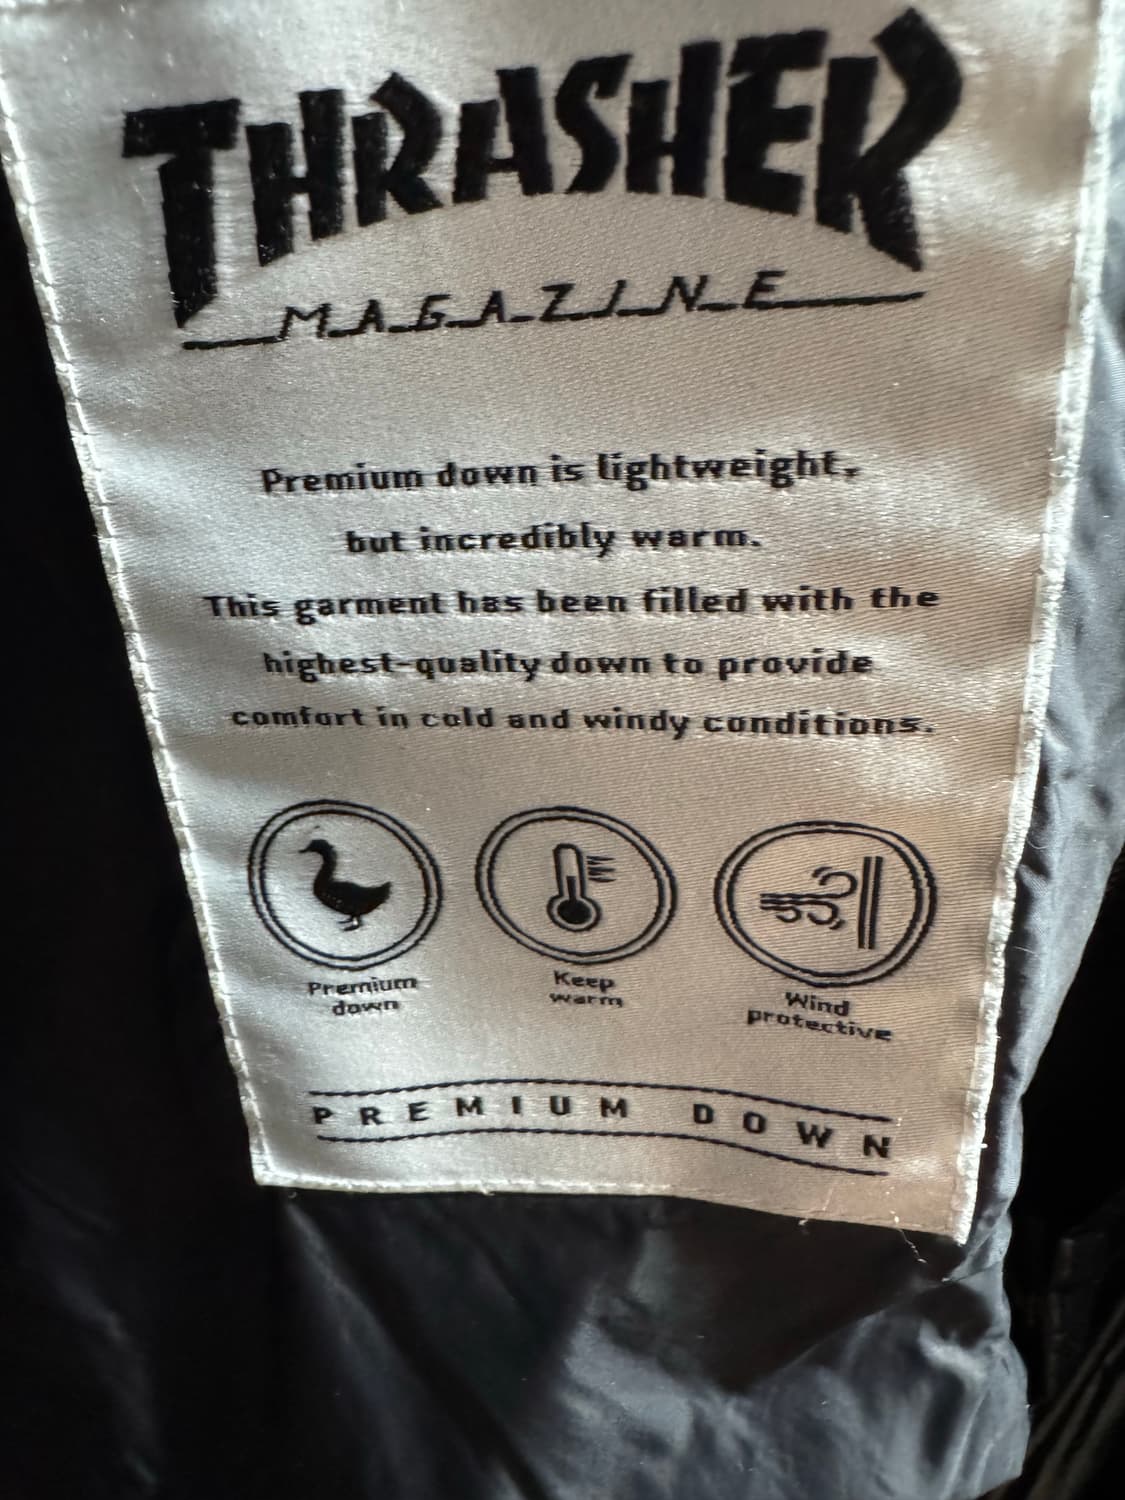 THRASHER
MAGAZINE
Premium down is lightweight,
but incredibly warm.
This garment has been filled with the
highest-quality down to provide
comfort in cold and windy conditions.
Premium
down
Keep
warm
Wind
protective
PREMIUM DOWN